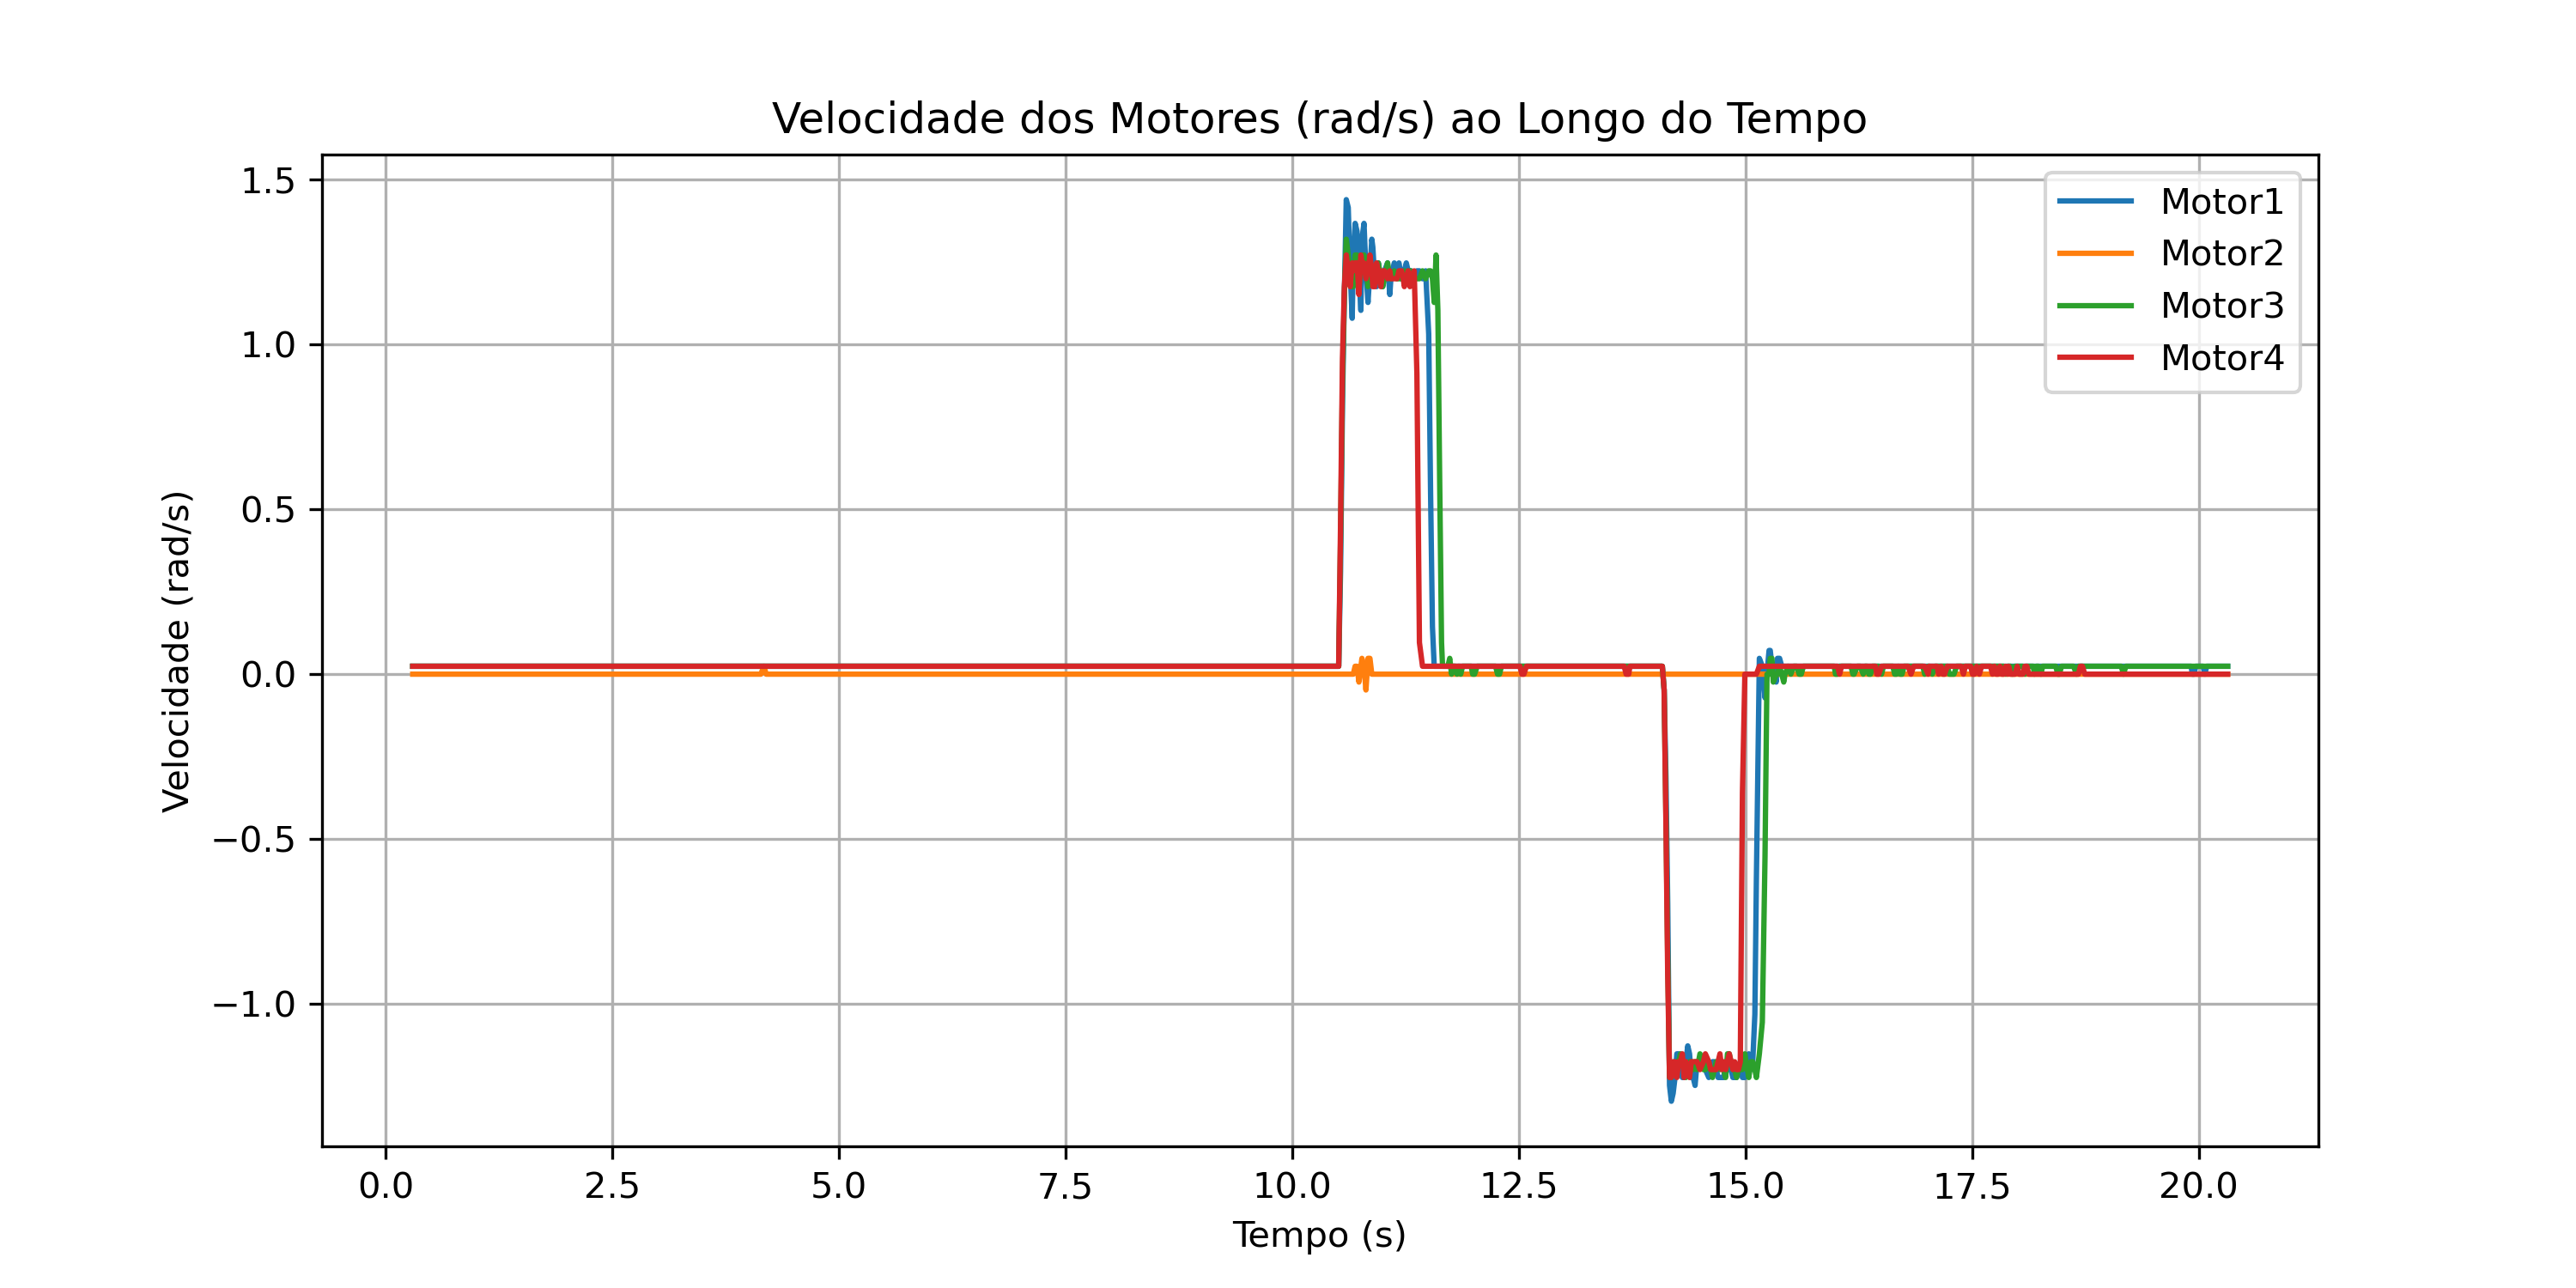 Velocidade dos Motores (rad/s) ao Longo do Tempo
Motor1
Motor2
Motor3
Motor4
Velocidade (rad/s)
1.5
1.0
0.5
0.0
−0.5
−1.0
0.0 2.5 5.0 7.5 10.0 12.5 15.0 17.5 20.0
Tempo (s)